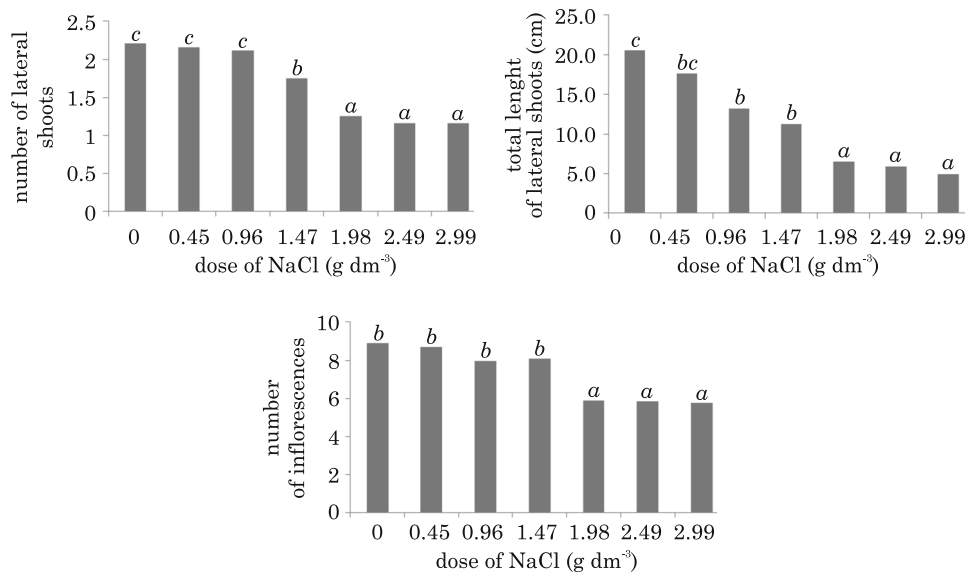 number of lateral
shoots
2.5
2
1.5
1
0.5
0
c c c b a a a
0 0.45 0.96 1.47 1.98 2.49 2.99
dose of NaCl (g dm-3)
total lenght
of lateral shoots (cm)
25.0
20.0
15.0
10.0
5.0
0
c bc b b a a a
0 0.45 0.96 1.47 1.98 2.49 2.99
dose of NaCl (g dm-3)
number
of inflorescences
10
8
6
4
2
0
b b b b a a a
0 0.45 0.96 1.47 1.98 2.49 2.99
dose of NaCl (g dm-3)